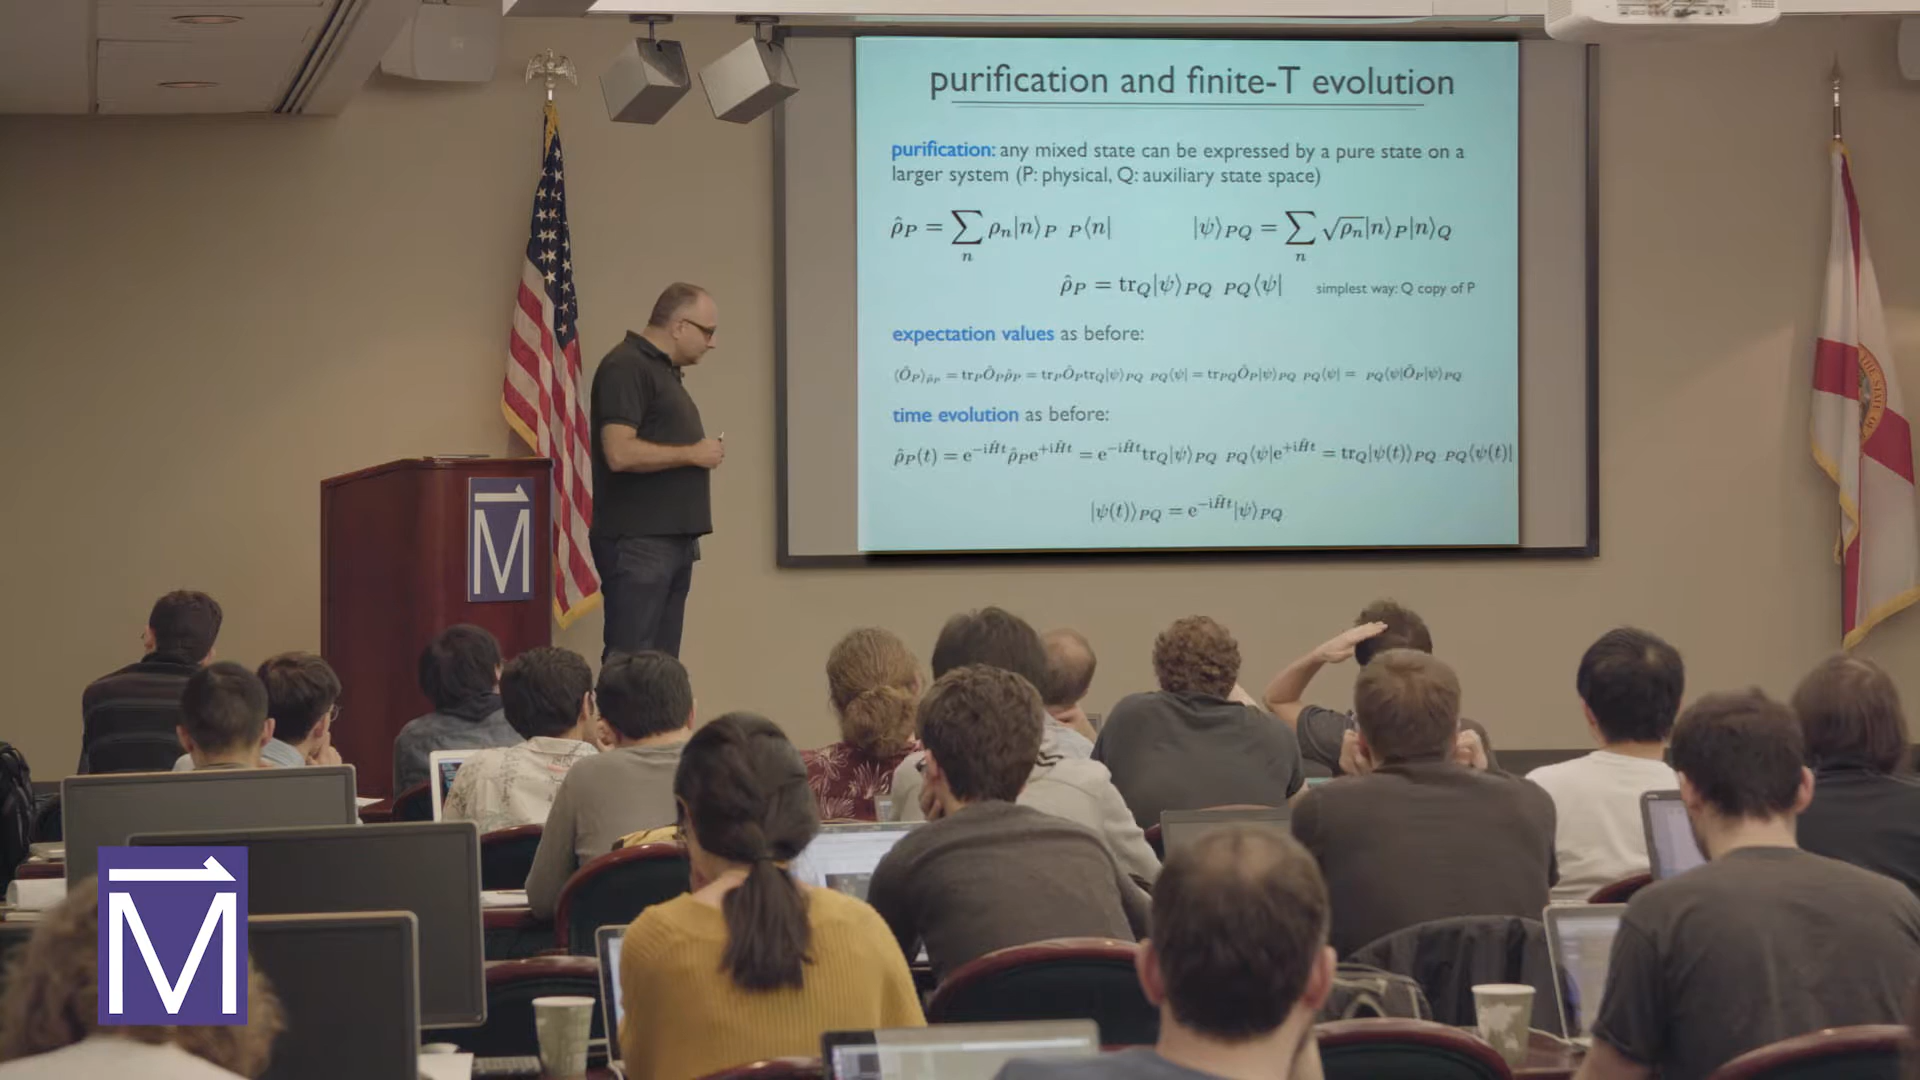 purification and finite-T evolution
purification: any mixed state can be expressed by a pure state on a
larger system (P: physical, Q: auxiliary state space)
ρ̂_P = ∑_n ρ_n|n⟩_P _P⟨n| |ψ⟩_PQ = ∑_n √ρ_n|n⟩_P|n⟩_Q
ρ̂_P = tr_Q|ψ⟩_PQ _PQ⟨ψ| simplest way: Q copy of P
expectation values as before:
⟨Ô_P⟩_ρ̂_P = tr_P Ô_P ρ̂_P = tr_P Ô_P tr_Q|ψ⟩_PQ _PQ⟨ψ| = tr_PQ Ô_P|ψ⟩_PQ _PQ⟨ψ| = _PQ⟨ψ|Ô_P|ψ⟩_PQ
time evolution as before:
ρ̂_P(t) = e^{−iĤt} ρ̂_P e^{+iĤt} = e^{−iĤt} tr_Q|ψ⟩_PQ _PQ⟨ψ|e^{+iĤt} = tr_Q|ψ(t)⟩_PQ _PQ⟨ψ(t)|
|ψ(t)⟩_PQ = e^{−iĤt}|ψ⟩_PQ
M
M